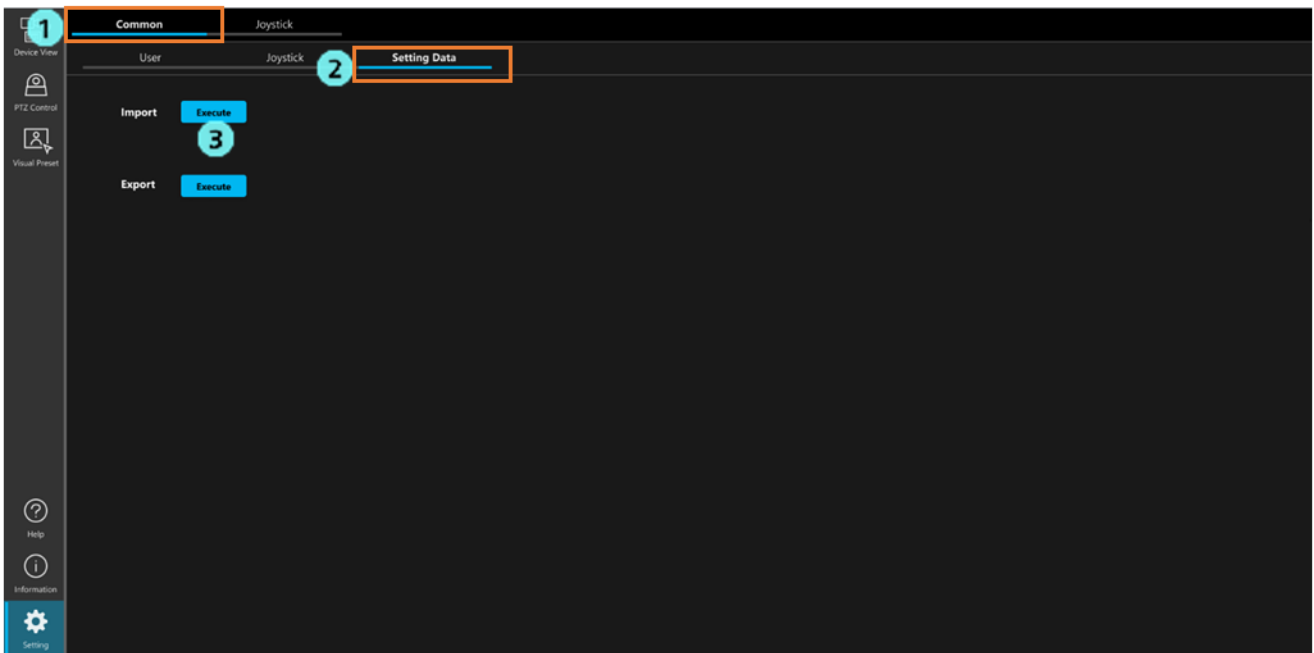 1
Common
Joystick
Device View
User
Joystick
2
Setting Data
PTZ Control
Import
Execute
3
Visual Preset
Export
Execute
Help
Information
Setting